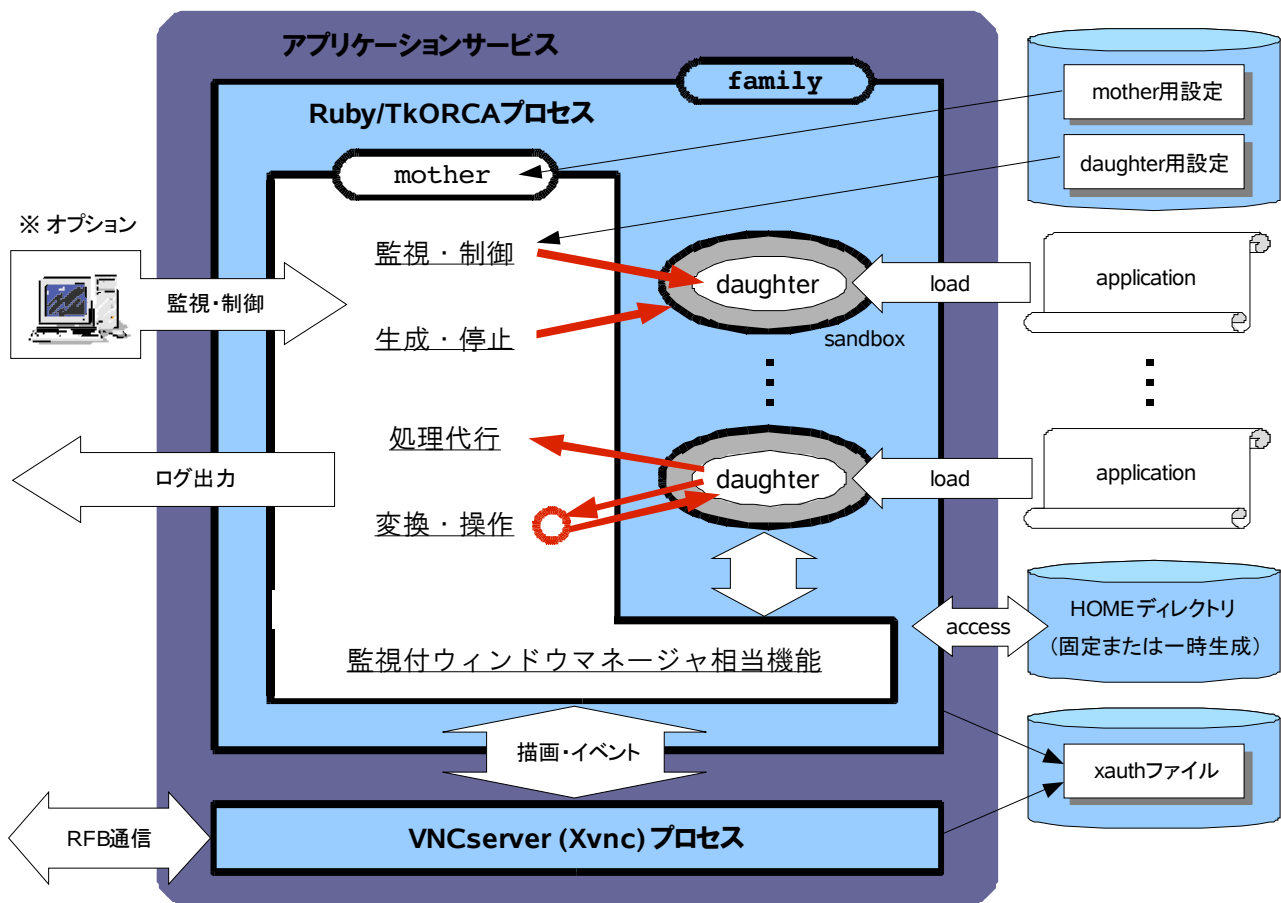 アプリケーションサービス
family
Ruby/TkORCAプロセス
mother
mother用設定
daughter用設定
※ オプション
監視・制御
監視・制御
daughter
load
application
生成・停止
sandbox
処理代行
ログ出力
daughter
load
application
変換・操作
HOMEディレクトリ
(固定または一時生成)
access
監視付ウィンドウマネージャ相当機能
描画・イベント
xauthファイル
RFB通信
VNCserver (Xvnc) プロセス